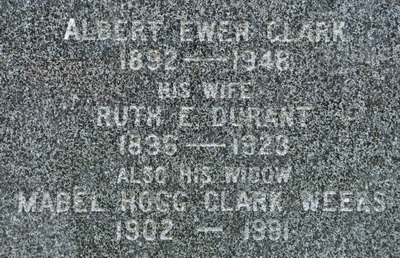 ALBERT EWEN CLARK
1892 — 1948
HIS WIFE
RUTH E DURANT
1896 — 1923
ALSO HIS WIDOW
MABEL HOGG CLARK WEEKS
1902 — 1991